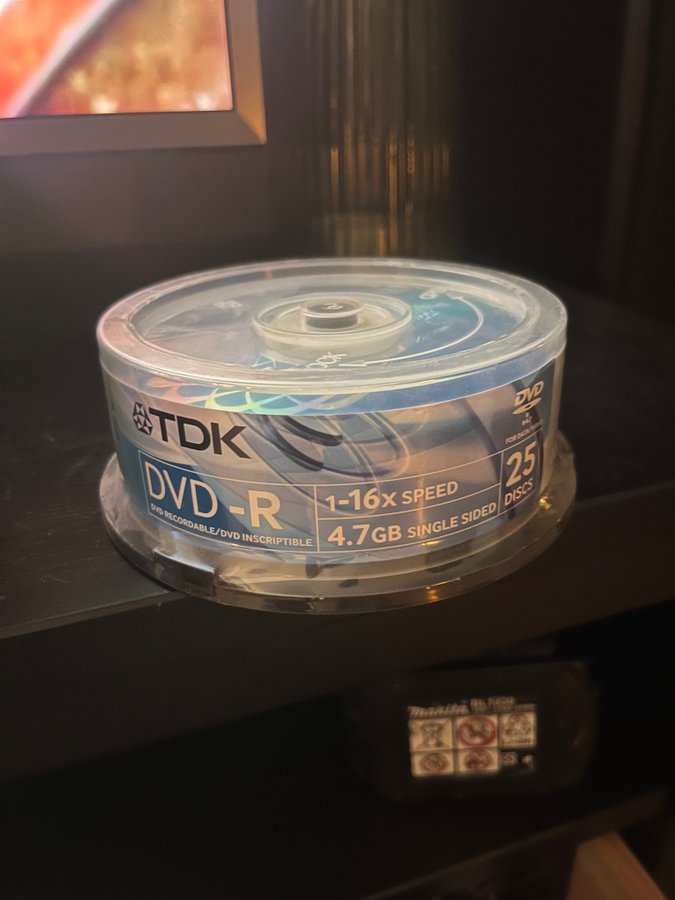 TDK
DVD-R
DVD RECORDABLE/DVD INSCRIPTIBLE
1-16X SPEED
4.7GB SINGLE SIDED
DVD
R
25
DISCS